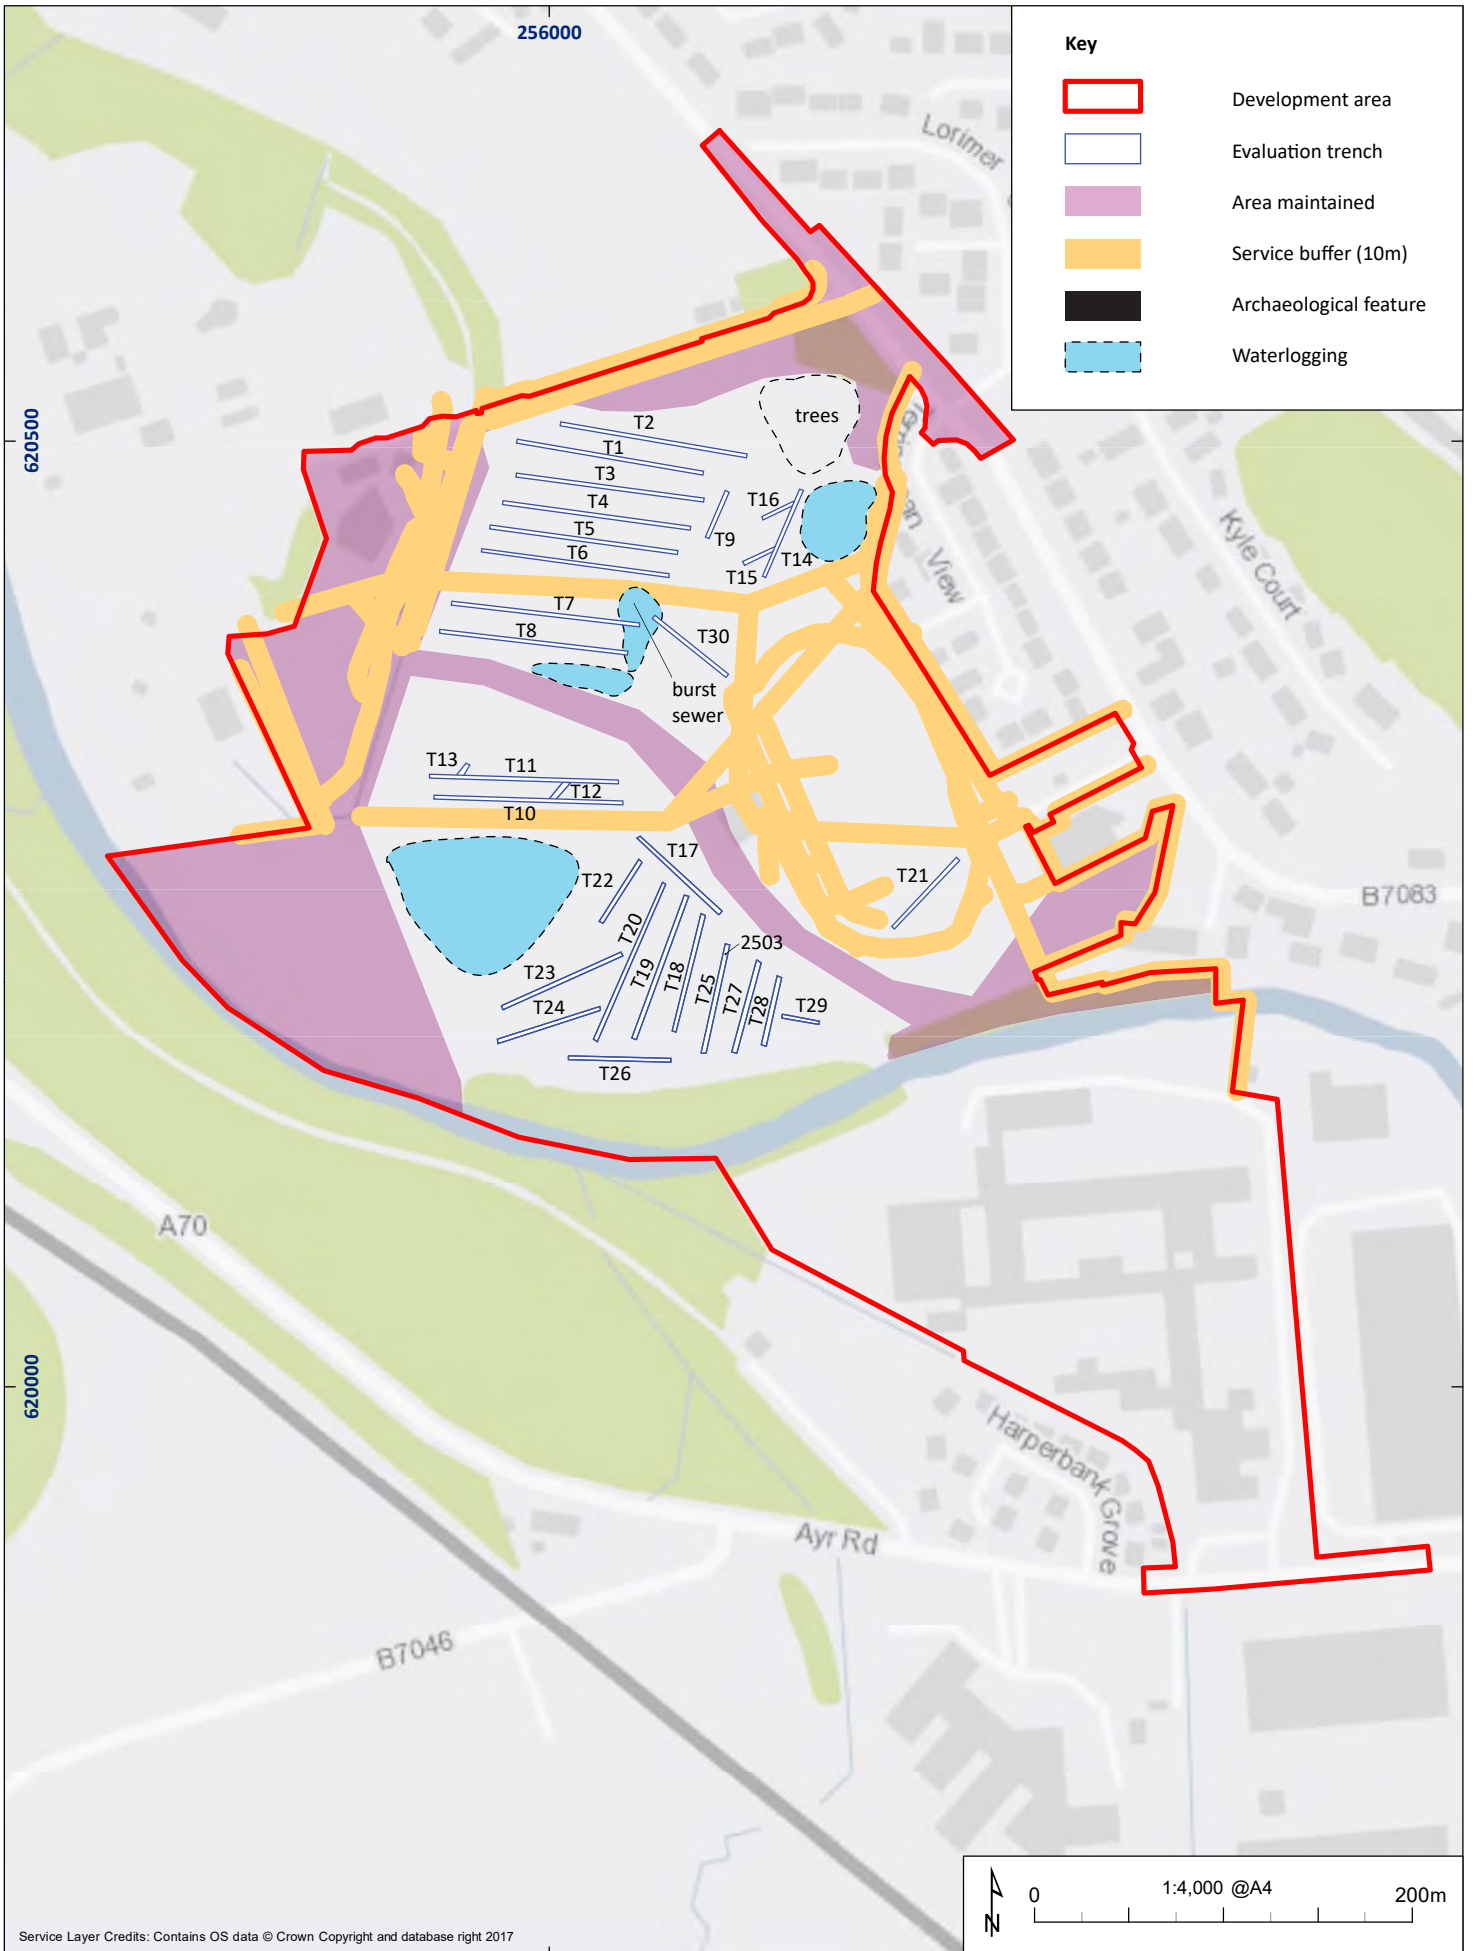 256000
Key
Development area
Evaluation trench
Area maintained
Service buffer (10m)
Archaeological feature
Waterlogging
Lorimer
620500
trees
T2
T1
T3
T4
T5
T6
T16
T9
T14
T15
View
Kyle Court
T7
T8
T30
burst
sewer
T13
T11
T12
T10
T17
T22
T21
B7083
T20
T19
T18
2503
T23
T25
T27
T28
T29
T24
T26
A70
620000
Harperbank Grove
Ayr Rd
B7046
N
0
1:4,000 @A4
200m
Service Layer Credits: Contains OS data © Crown Copyright and database right 2017